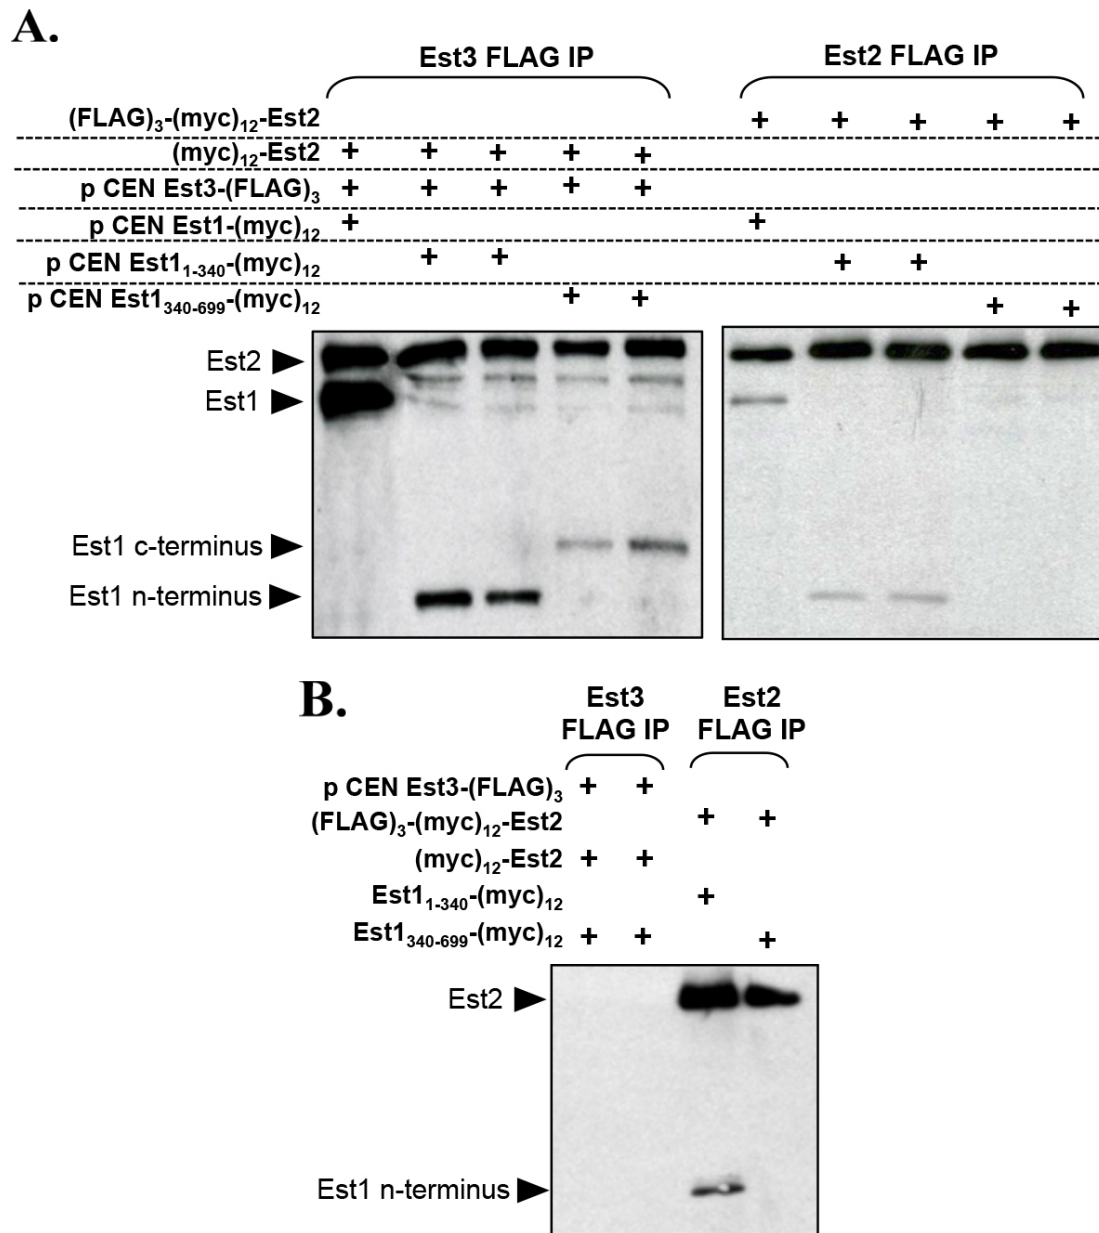 A.
Est3 FLAG IP Est2 FLAG IP
(FLAG)3-(myc)12-Est2 + + + + +
(myc)12-Est2 + + + + +
p CEN Est3-(FLAG)3 + + + + +
p CEN Est1-(myc)12 + +
p CEN Est11-340-(myc)12 + + + +
p CEN Est1340-699-(myc)12 + + + +
Est2
Est1
Est1 c-terminus
Est1 n-terminus
B.
Est3 Est2
FLAG IP FLAG IP
p CEN Est3-(FLAG)3 + +
(FLAG)3-(myc)12-Est2 + +
(myc)12-Est2 + +
Est11-340-(myc)12 +
Est1340-699-(myc)12 + + +
Est2
Est1 n-terminus